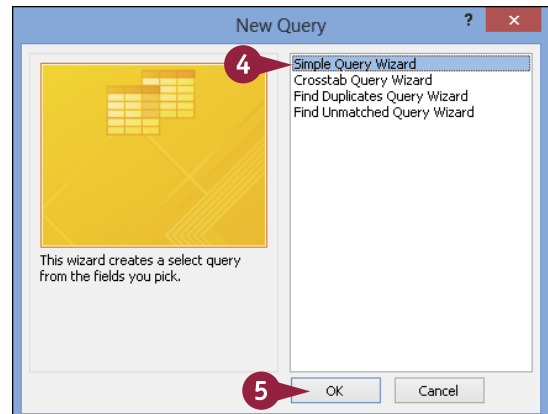 New Query
?
×
4
Simple Query Wizard
Crosstab Query Wizard
Find Duplicates Query Wizard
Find Unmatched Query Wizard
This wizard creates a select query
from the fields you pick.
5
OK
Cancel